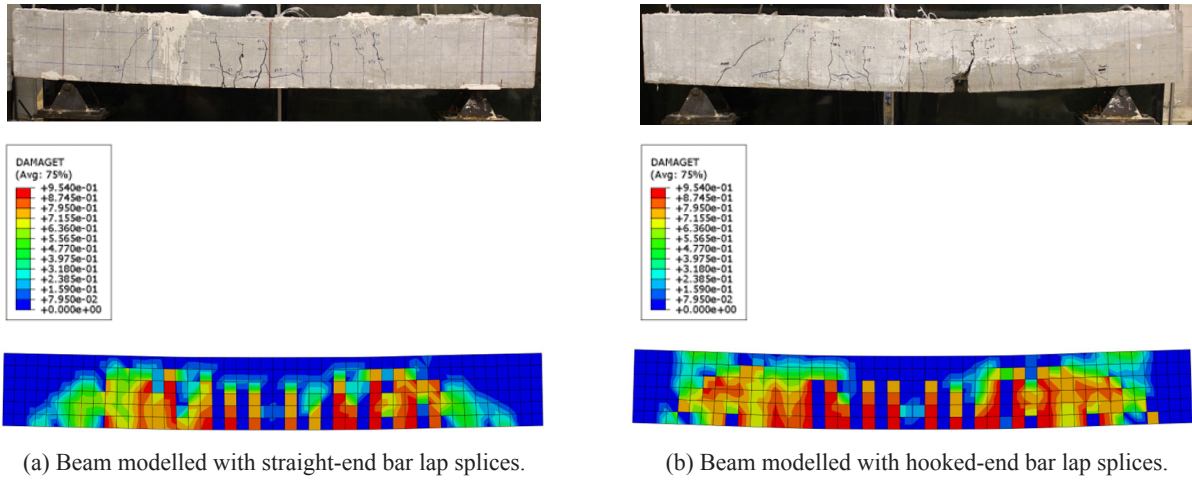 DAMAGET
(Avg: 75%)
+9.540e-01
+8.745e-01
+7.950e-01
+7.155e-01
+6.360e-01
+5.565e-01
+4.770e-01
+3.975e-01
+3.180e-01
+2.385e-01
+1.590e-01
+7.950e-02
+0.000e+00
DAMAGET
(Avg: 75%)
+9.540e-01
+8.745e-01
+7.950e-01
+7.155e-01
+6.360e-01
+5.565e-01
+4.770e-01
+3.975e-01
+3.180e-01
+2.385e-01
+1.590e-01
+7.950e-02
+0.000e+00
(a) Beam modelled with straight-end bar lap splices.
(b) Beam modelled with hooked-end bar lap splices.